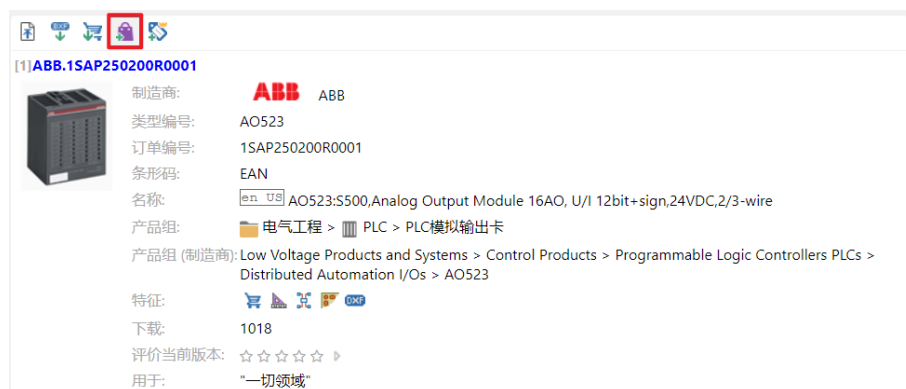 DXF
[1]ABB.1SAP250200R0001
制造商: ABB ABB
类型编号: AO523
订单编号: 1SAP250200R0001
条形码: EAN
名称: en US AO523:S500,Analog Output Module 16AO, U/I 12bit+sign,24VDC,2/3-wire
产品组: 电气工程 > PLC > PLC模拟输出卡
产品组 (制造商): Low Voltage Products and Systems > Control Products > Programmable Logic Controllers PLCs >
Distributed Automation I/Os > AO523
特征: DXF
下载: 1018
评价当前版本:
用于: "一切领域"